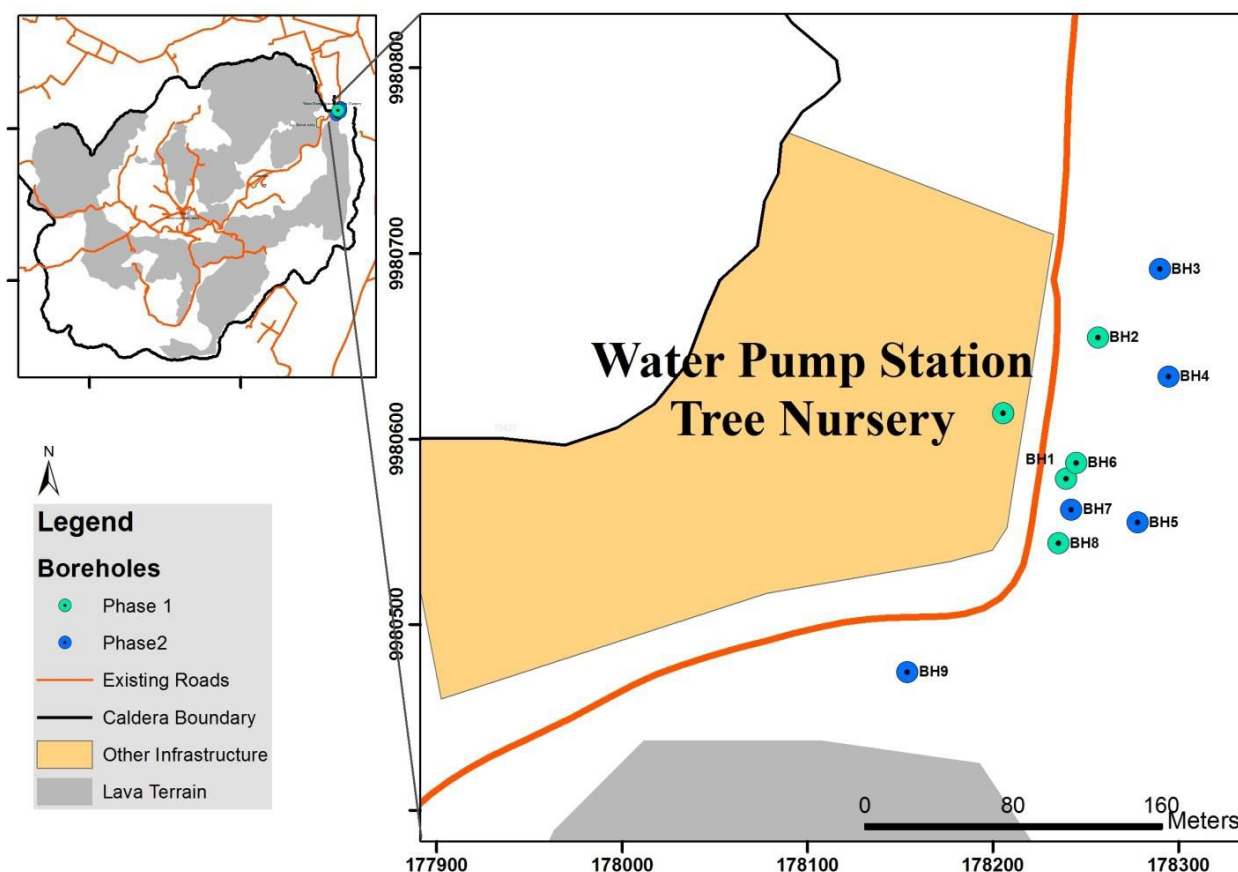 9980800
9980700
9980600
9980500
BH3
BH2
BH4
Water Pump Station
Tree Nursery
BH1
BH6
BH7
BH5
BH8
BH9
N
Legend
Boreholes
Phase 1
Phase2
Existing Roads
Caldera Boundary
Other Infrastructure
Lava Terrain
0 80 160
Meters
177900 178000 178100 178200 178300